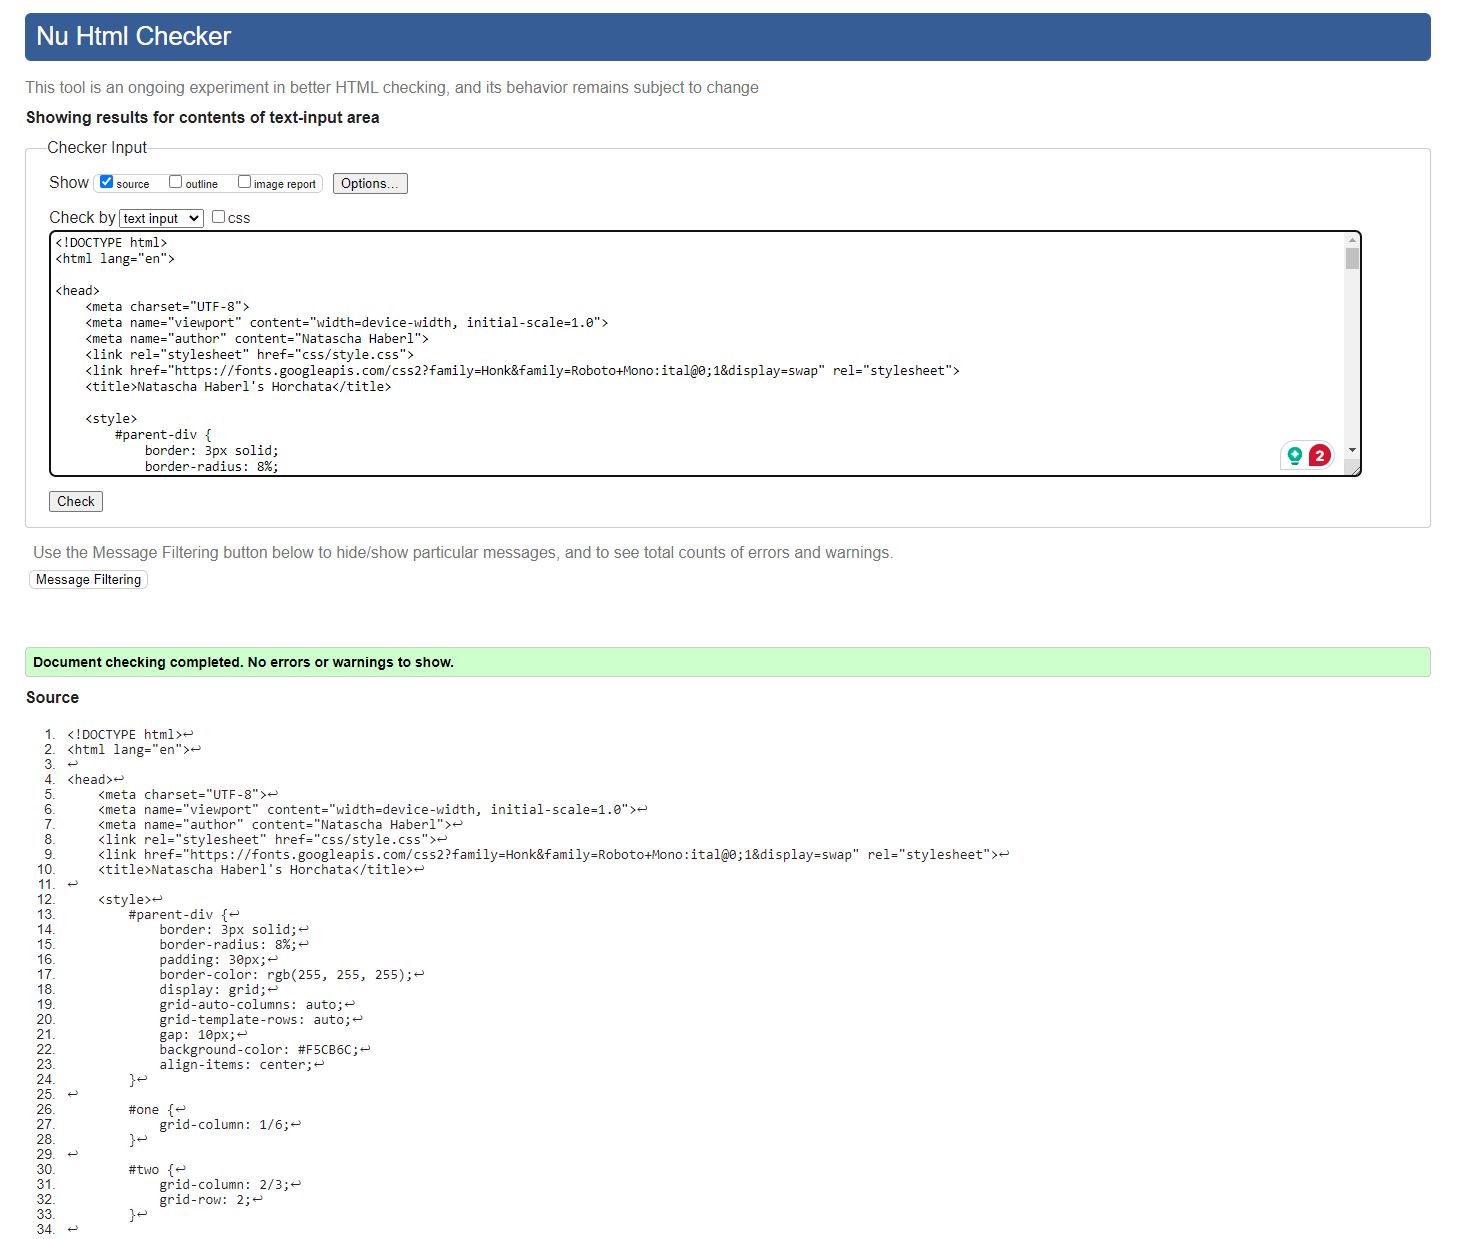 Nu Html Checker
This tool is an ongoing experiment in better HTML checking, and its behavior remains subject to change
Showing results for contents of text-input area
Checker Input
Show source outline image report Options...
Check by text input css
<!DOCTYPE html>
<html lang="en">
<head>
<meta charset="UTF-8">
<meta name="viewport" content="width=device-width, initial-scale=1.0">
<meta name="author" content="Natascha Haberl">
<link rel="stylesheet" href="css/style.css">
<link href="https://fonts.googleapis.com/css2?family=Honk&family=Roboto+Mono:ital@0;1&display=swap" rel="stylesheet">
<title>Natascha Haberl's Horchata</title>
<style>
#parent-div {
border: 3px solid;
border-radius: 8%;
2
Check
Use the Message Filtering button below to hide/show particular messages, and to see total counts of errors and warnings.
Message Filtering
Document checking completed. No errors or warnings to show.
Source
1. <!DOCTYPE html>↩
2. <html lang="en">↩
3. ↩
4. <head>↩
5. <meta charset="UTF-8">↩
6. <meta name="viewport" content="width=device-width, initial-scale=1.0">↩
7. <meta name="author" content="Natascha Haberl">↩
8. <link rel="stylesheet" href="css/style.css">↩
9. <link href="https://fonts.googleapis.com/css2?family=Honk&family=Roboto+Mono:ital@0;1&display=swap" rel="stylesheet">↩
10. <title>Natascha Haberl's Horchata</title>↩
11. ↩
12. <style>↩
13. #parent-div {↩
14. border: 3px solid;↩
15. border-radius: 8%;↩
16. padding: 30px;↩
17. border-color: rgb(255, 255, 255);↩
18. display: grid;↩
19. grid-auto-columns: auto;↩
20. grid-template-rows: auto;↩
21. gap: 10px;↩
22. background-color: #F5CB6C;↩
23. align-items: center;↩
24. }↩
25. ↩
26. #one {↩
27. grid-column: 1/6;↩
28. }↩
29. ↩
30. #two {↩
31. grid-column: 2/3;↩
32. grid-row: 2;↩
33. }↩
34. ↩